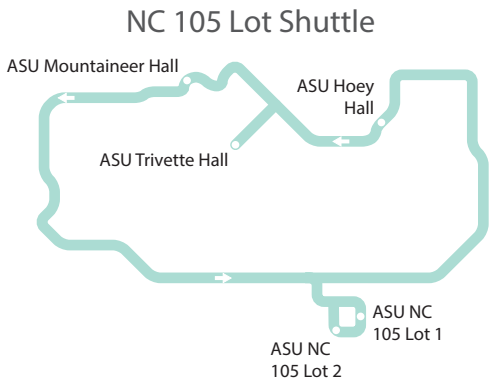 NC 105 Lot Shuttle
ASU Mountaineer Hall
ASU Hoey
Hall
ASU Trivette Hall
ASU NC
105 Lot 1
ASU NC
105 Lot 2